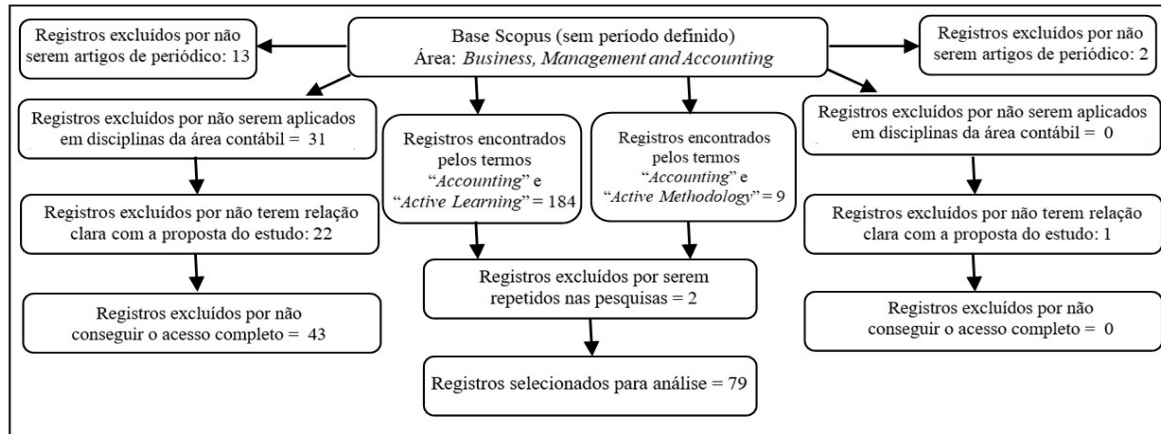 Registros excluídos por não
serem artigos de periódico: 13
Base Scopus (sem período definido)
Área: Business, Management and Accounting
Registros excluídos por não
serem artigos de periódico: 2
Registros excluídos por não serem aplicados
em disciplinas da área contábil = 31
Registros encontrados
pelos termos
“Accounting” e
“Active Learning” = 184
Registros encontrados
pelos termos
“Accounting” e
“Active Methodology” = 9
Registros excluídos por não serem aplicados
em disciplinas da área contábil = 0
Registros excluídos por não terem relação
clara com a proposta do estudo: 22
Registros excluídos por não terem relação
clara com a proposta do estudo: 1
Registros excluídos por serem
repetidos nas pesquisas = 2
Registros excluídos por não
conseguir o acesso completo = 43
Registros excluídos por não
conseguir o acesso completo = 0
Registros selecionados para análise = 79